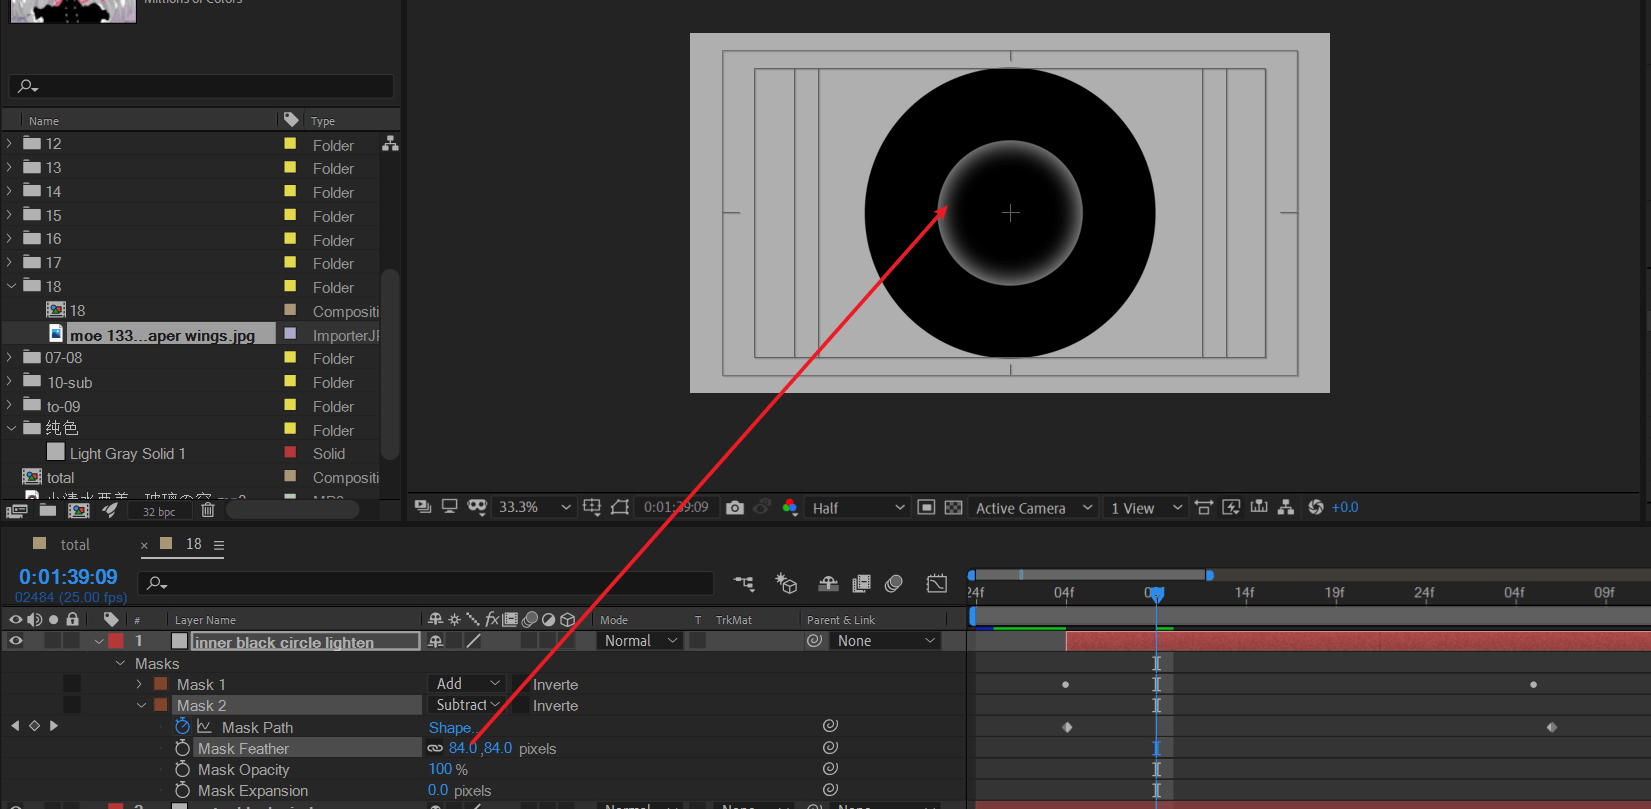 Millions of Colors
Name Type
12 Folder
13 Folder
14 Folder
15 Folder
16 Folder
17 Folder
18 Folder
18 Compositi
moe 133...aper wings.jpg ImporterJP
07-08 Folder
10-sub Folder
to-09 Folder
纯色 Folder
Light Gray Solid 1 Solid
total Compositi
32 bpc
33.3% 0:01:39:09 Half Active Camera 1 View +0.0
total × 18
0:01:39:09
02484 (25.00 fps)
24f 04f 14f 19f 24f 04f 09f
# Layer Name fx Mode T TrkMat Parent & Link
1 inner black circle lighten Normal None
Masks
Mask 1 Add Inverte
Mask 2 Subtract Inverte
Mask Path Shape..
Mask Feather 84.0,84.0 pixels
Mask Opacity 100 %
Mask Expansion 0.0 pixels
Normal None None